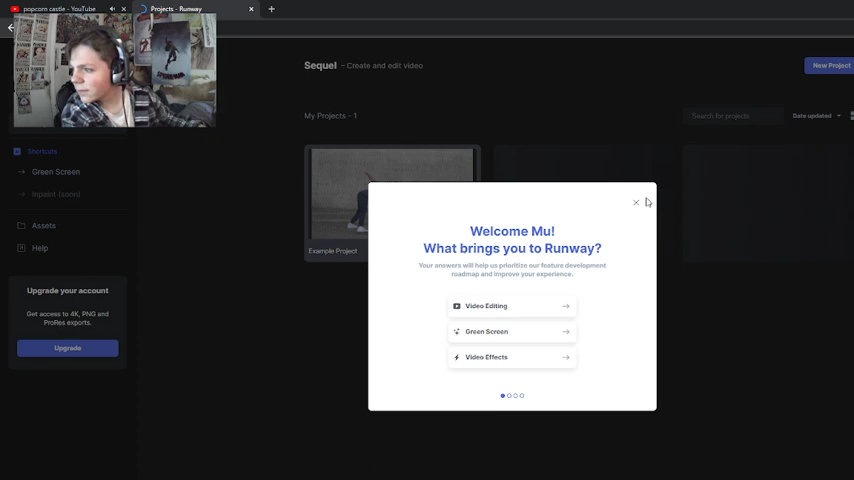 popcorn castle - YouTube
Projects - Runway
SPIDER-MAN
Sequel – Create and edit video
New Project
My Projects - 1
Search for projects
Date updated
Shortcuts
Green Screen
Inpaint (soon)
Assets
Help
Example Project
Upgrade your account
Get access to 4K, PNG and
ProRes exports.
Upgrade
Welcome Mu!
What brings you to Runway?
Your answers will help us prioritize our feature development
roadmap and improve your experience.
Video Editing
Green Screen
Video Effects